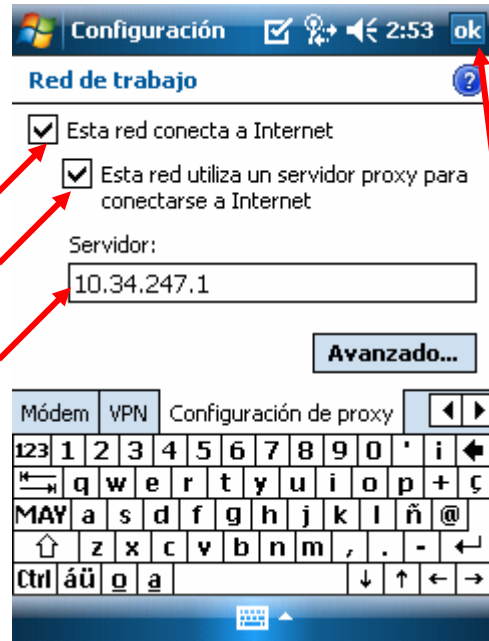 Configuración 2:53 ok
Red de trabajo ?
Esta red conecta a Internet
Esta red utiliza un servidor proxy para
conectarse a Internet
Servidor:
10.34.247.1
Avanzado...
Módem VPN Configuración de proxy
123 1 2 3 4 5 6 7 8 9 0 ' i
q w e r t y u i o p + ç
MAY a s d f g h j k l ñ @
z x c v b n m , . -
Ctrl áü o a